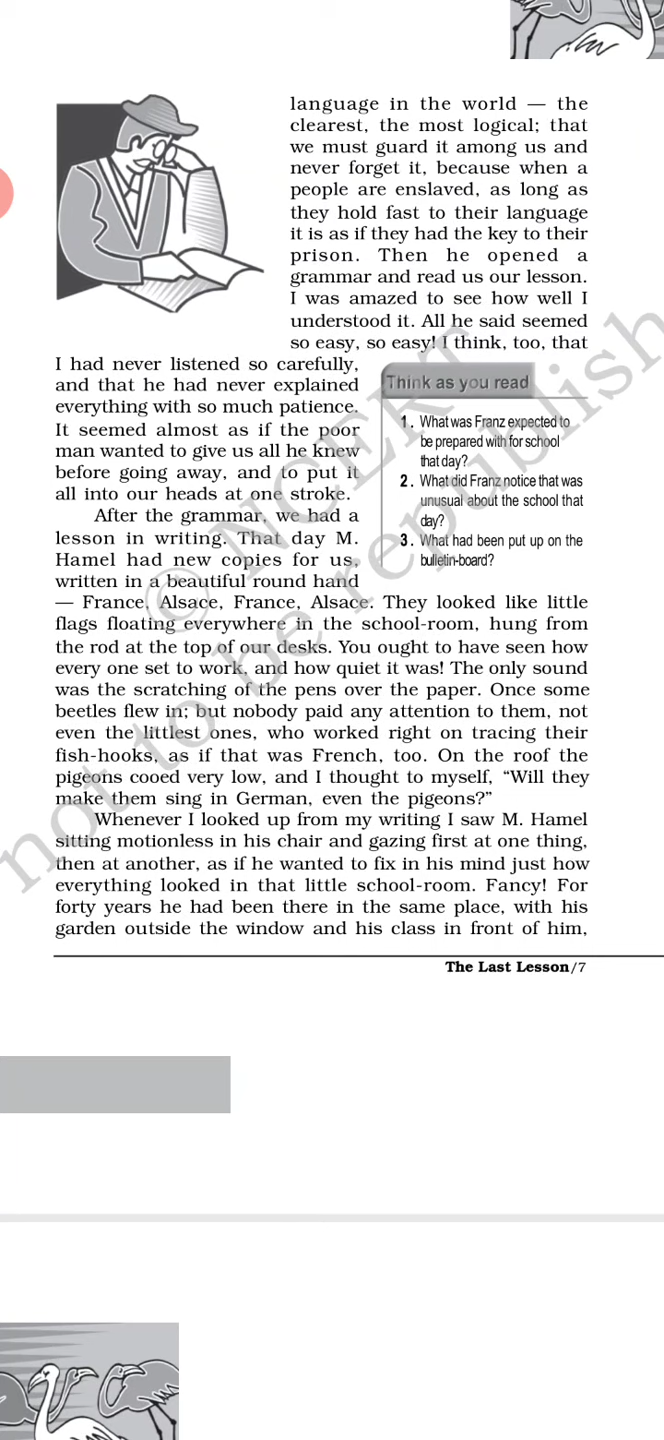 language in the world — the
clearest, the most logical; that
we must guard it among us and
never forget it, because when a
people are enslaved, as long as
they hold fast to their language
it is as if they had the key to their
prison. Then he opened a
grammar and read us our lesson.
I was amazed to see how well I
understood it. All he said seemed
so easy, so easy! I think, too, that
I had never listened so carefully,
and that he had never explained
everything with so much patience.
It seemed almost as if the poor
man wanted to give us all he knew
before going away, and to put it
all into our heads at one stroke.
After the grammar, we had a
lesson in writing. That day M.
Hamel had new copies for us,
written in a beautiful round hand
Think as you read
1. What was Franz expected to
be prepared with for school
that day?
2. What did Franz notice that was
unusual about the school that
day?
3. What had been put up on the
bulletin-board?
— France, Alsace, France, Alsace. They looked like little
flags floating everywhere in the school-room, hung from
the rod at the top of our desks. You ought to have seen how
every one set to work, and how quiet it was! The only sound
was the scratching of the pens over the paper. Once some
beetles flew in; but nobody paid any attention to them, not
even the littlest ones, who worked right on tracing their
fish-hooks, as if that was French, too. On the roof the
pigeons cooed very low, and I thought to myself, “Will they
make them sing in German, even the pigeons?”
Whenever I looked up from my writing I saw M. Hamel
sitting motionless in his chair and gazing first at one thing,
then at another, as if he wanted to fix in his mind just how
everything looked in that little school-room. Fancy! For
forty years he had been there in the same place, with his
garden outside the window and his class in front of him,
The Last Lesson/7
© NCERT
not to be republish